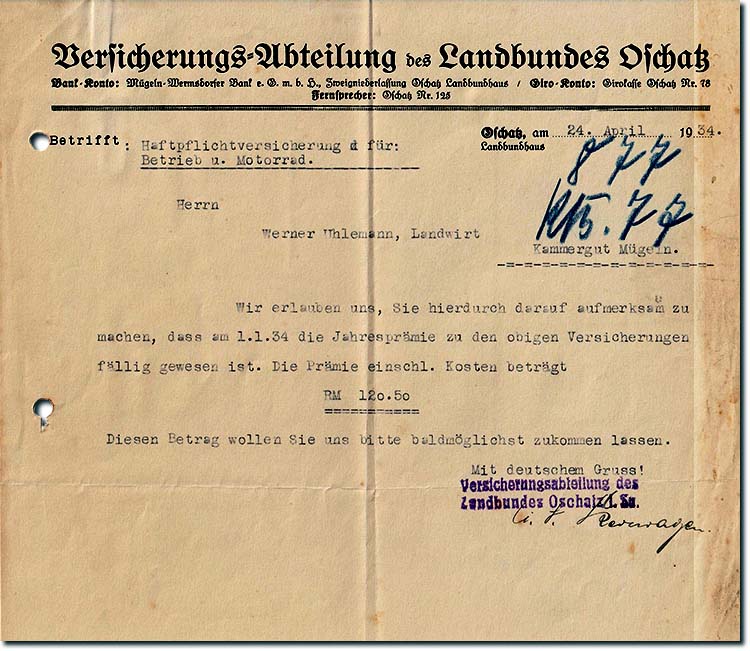 Versicherungs-Abteilung des Landbundes Oschatz
Bank-Konto: Mügeln-Wermsdorfer Bank e. G. m. b. H., Zweigniederlassung Oschatz Landbundhaus / Giro-Konto: Girokasse Oschatz Nr. 78
Fernsprecher: Oschatz Nr. 125
Oschatz, am 24. April 1934.
Landbundhaus
Betrifft: Haftpflichtversicherung d für:
Betrieb u. Motorrad.
877
77
Herrn
Werner Uhlemann, Landwirt
Kammergut Mügeln.
Wir erlauben uns, Sie hierdurch darauf aufmerksam zu
machen, dass am 1.1.34 die Jahresprämie zu den obigen Versicherungen
fällig gewesen ist. Die Prämie einschl. Kosten beträgt
RM 12o.5o
Diesen Betrag wollen Sie uns bitte baldmöglichst zukommen lassen.
Mit deutschem Gruss!
Versicherungsabteilung des
Landbundes Oschatz i. Sa.